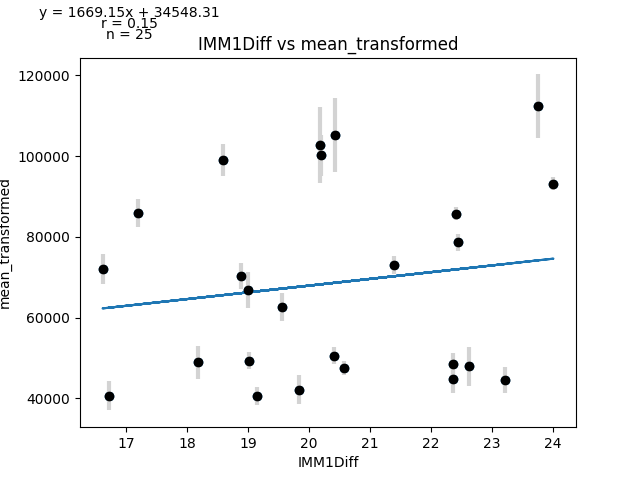 y = 1669.15x + 34548.31
r = 0.15
n = 25
IMM1Diff vs mean_transformed
120000
100000
80000
60000
40000
mean_transformed
17 18 19 20 21 22 23 24
IMM1Diff